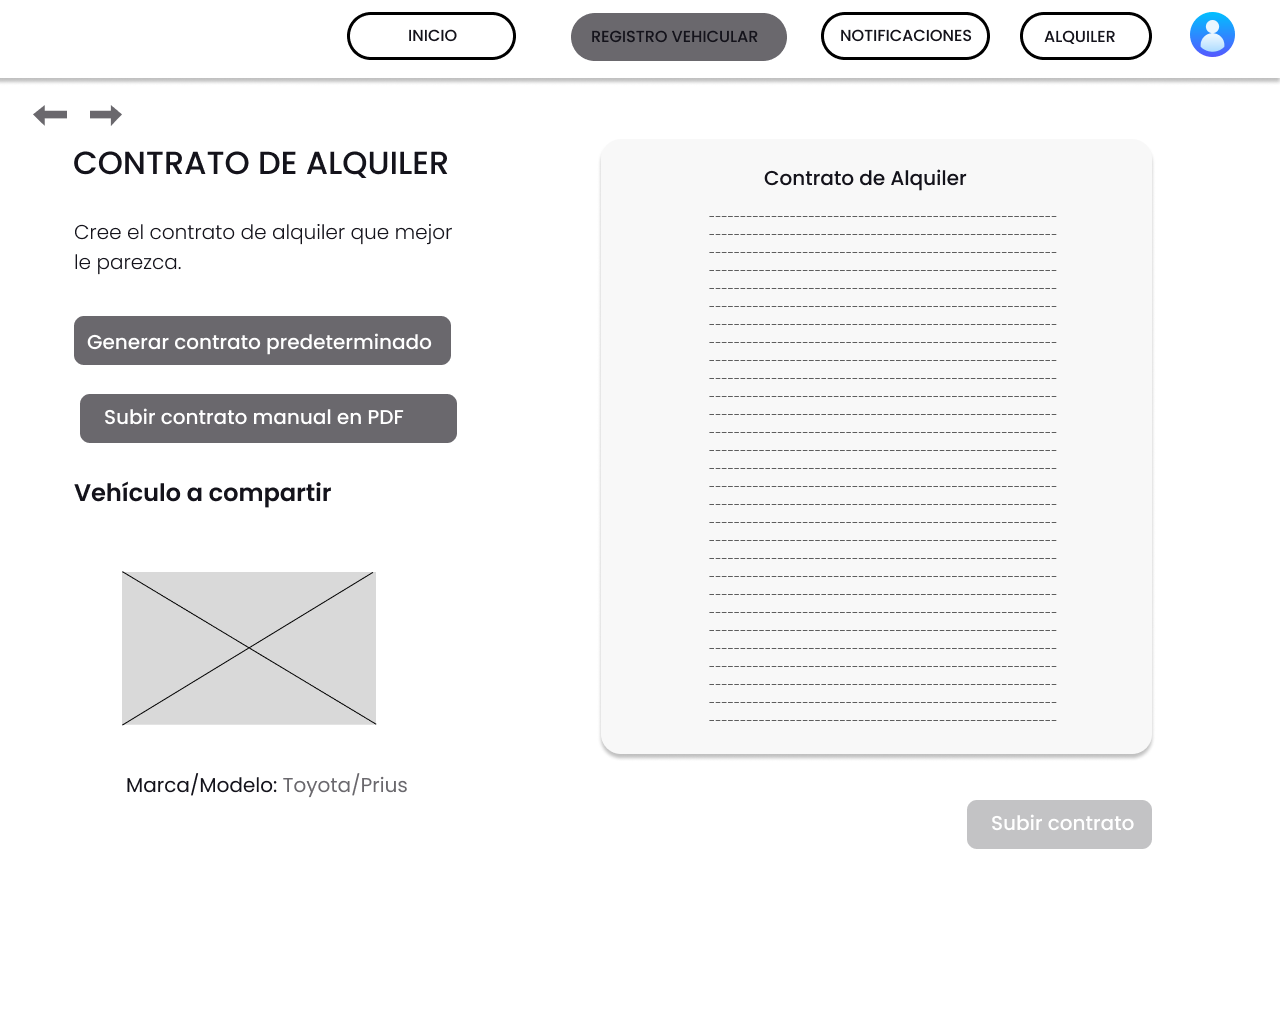 INICIO
REGISTRO VEHICULAR
NOTIFICACIONES
ALQUILER
CONTRATO DE ALQUILER
Cree el contrato de alquiler que mejor
le parezca.
Generar contrato predeterminado
Subir contrato manual en PDF
Vehículo a compartir
Marca/Modelo: Toyota/Prius
Contrato de Alquiler
Subir contrato